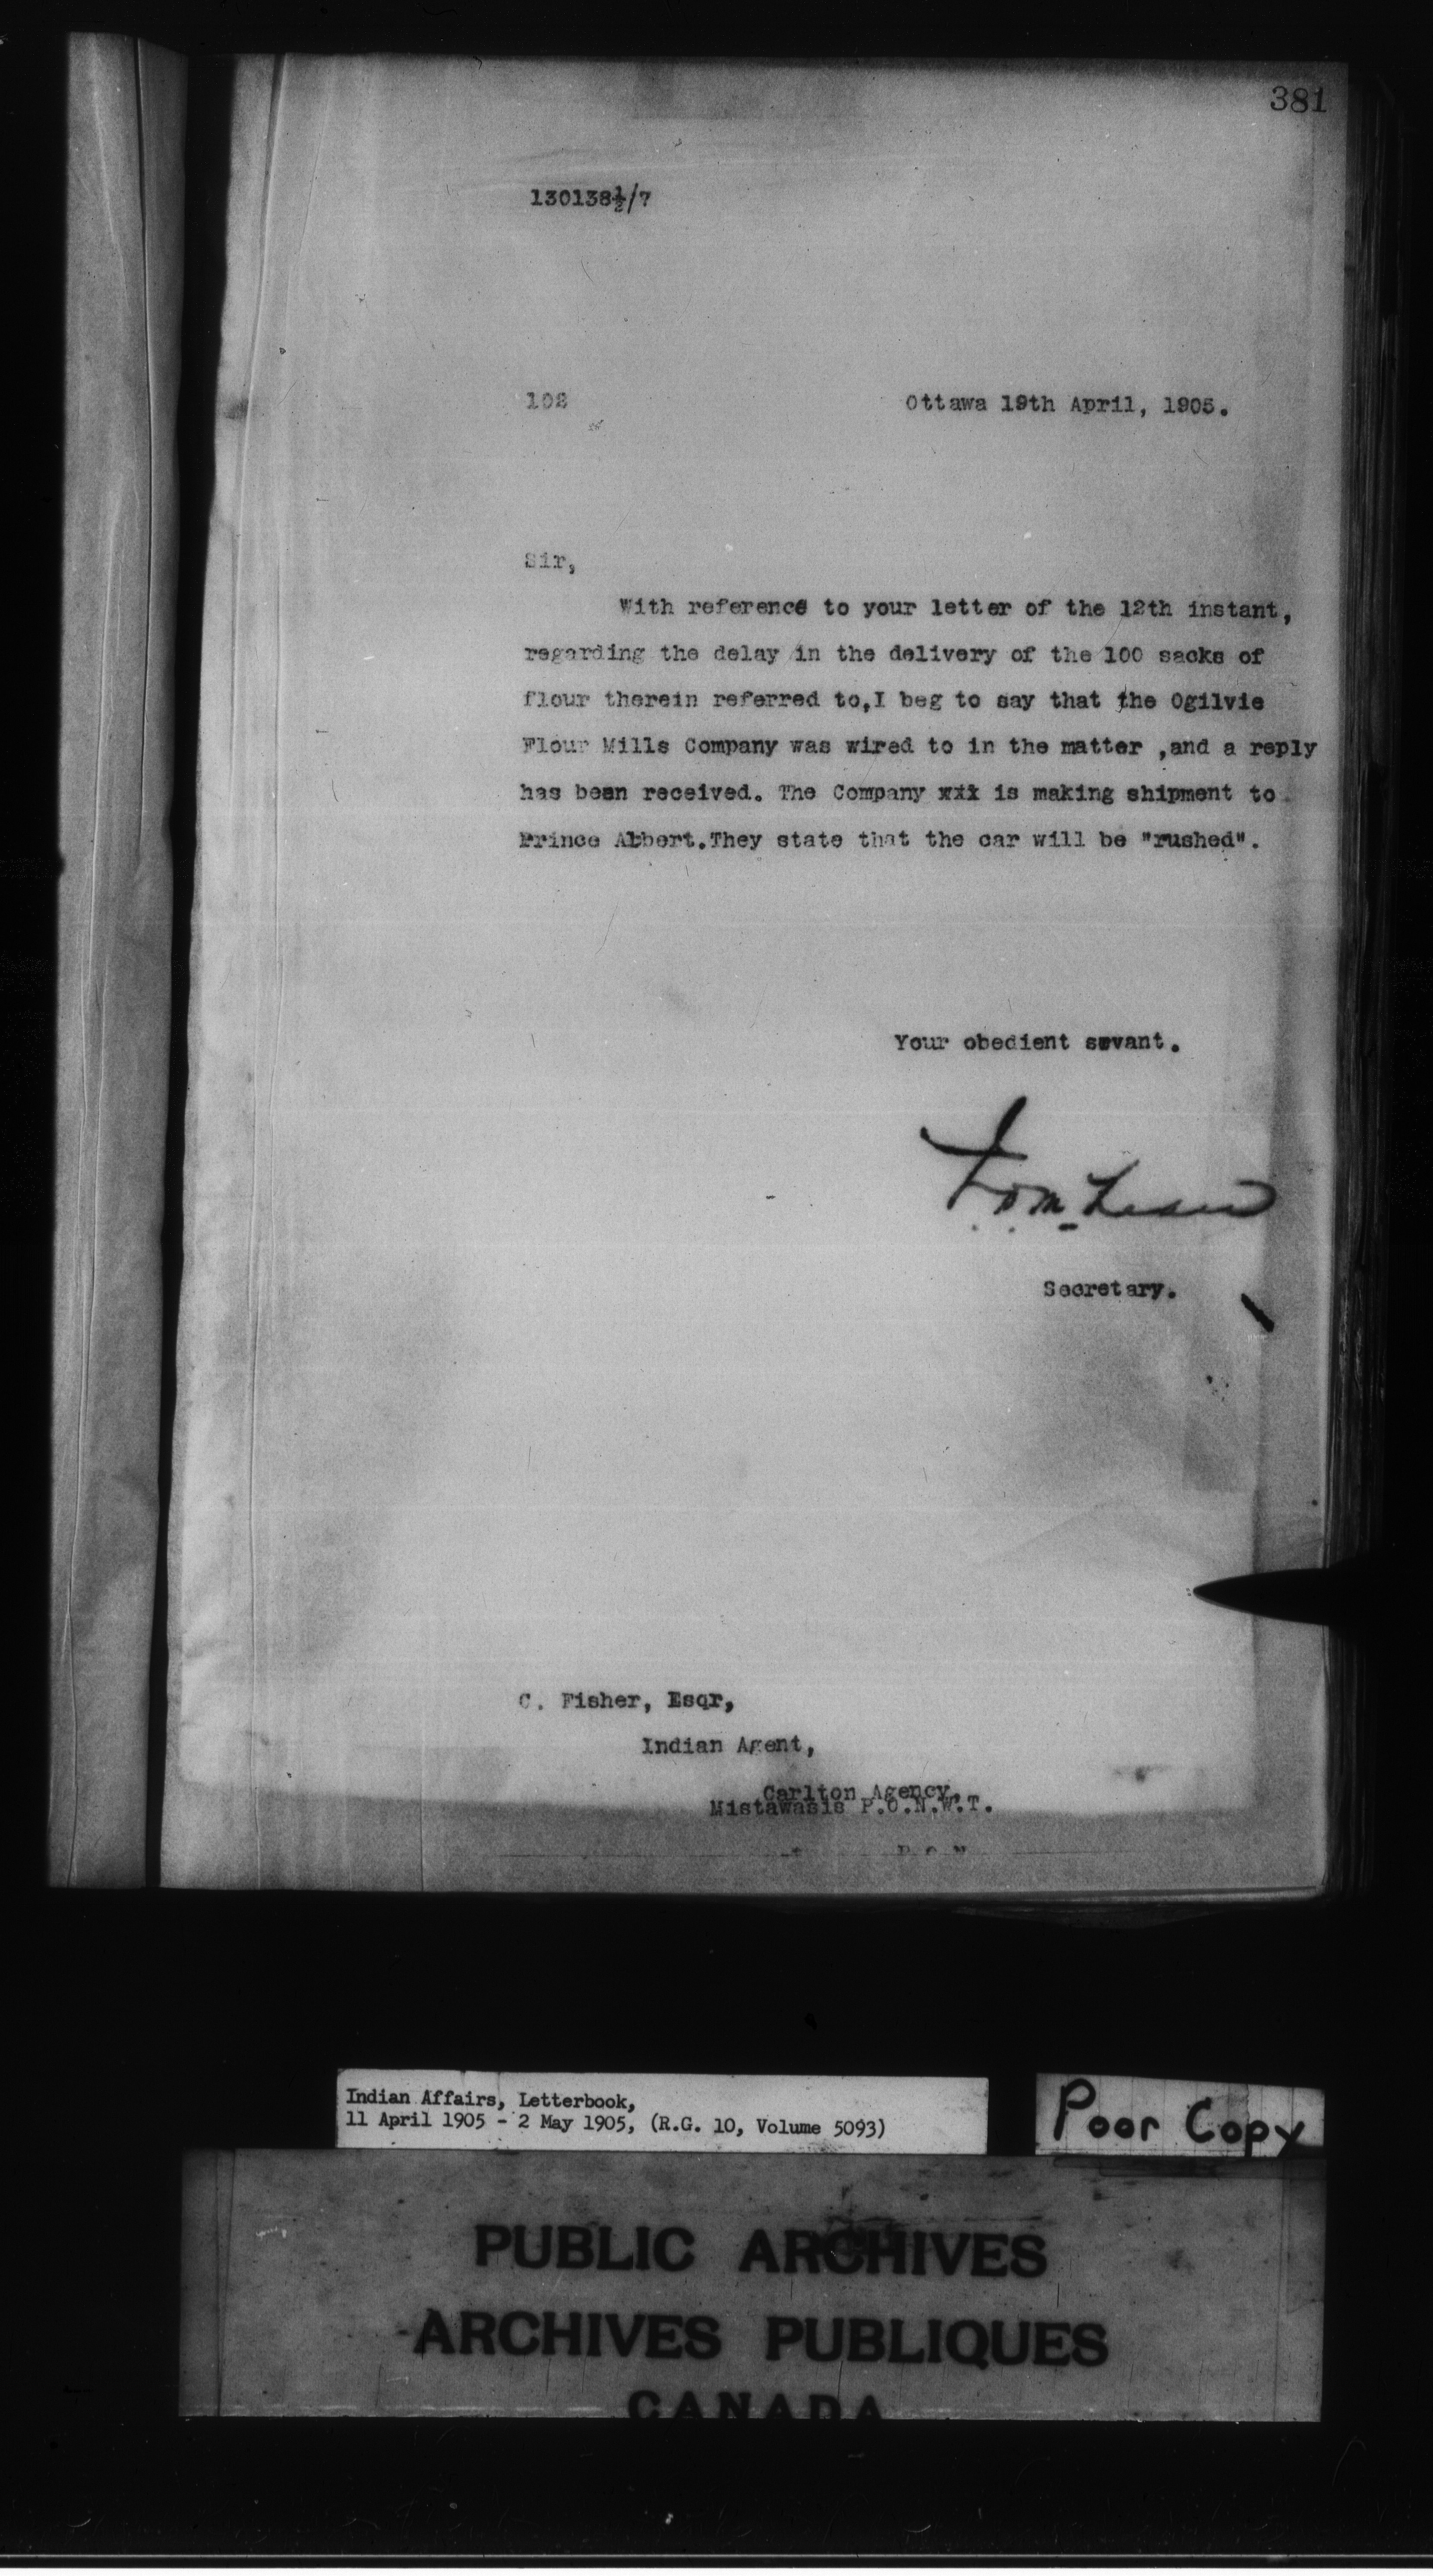 381
130138½/7
102
Ottawa 19th April, 1905.
Sir,
With reference to your letter of the 12th instant,
regarding the delay in the delivery of the 100 sacks of
flour therein referred to,I beg to say that the Ogilvie
Flour Mills Company was wired to in the matter ,and a reply
has been received. The Company xxx is making shipment to
Prince Albert.They state that the car will be "rushed".
Your obedient servant.
Secretary.
C. Fisher, Esqr,
Indian Agent,
Carlton Agency,
Mistawasis P.O.N.W.T.
Indian Affairs, Letterbook,
11 April 1905 - 2 May 1905, (R.G. 10, Volume 5093)
Poor Copy
PUBLIC ARCHIVES
ARCHIVES PUBLIQUES
CANADA